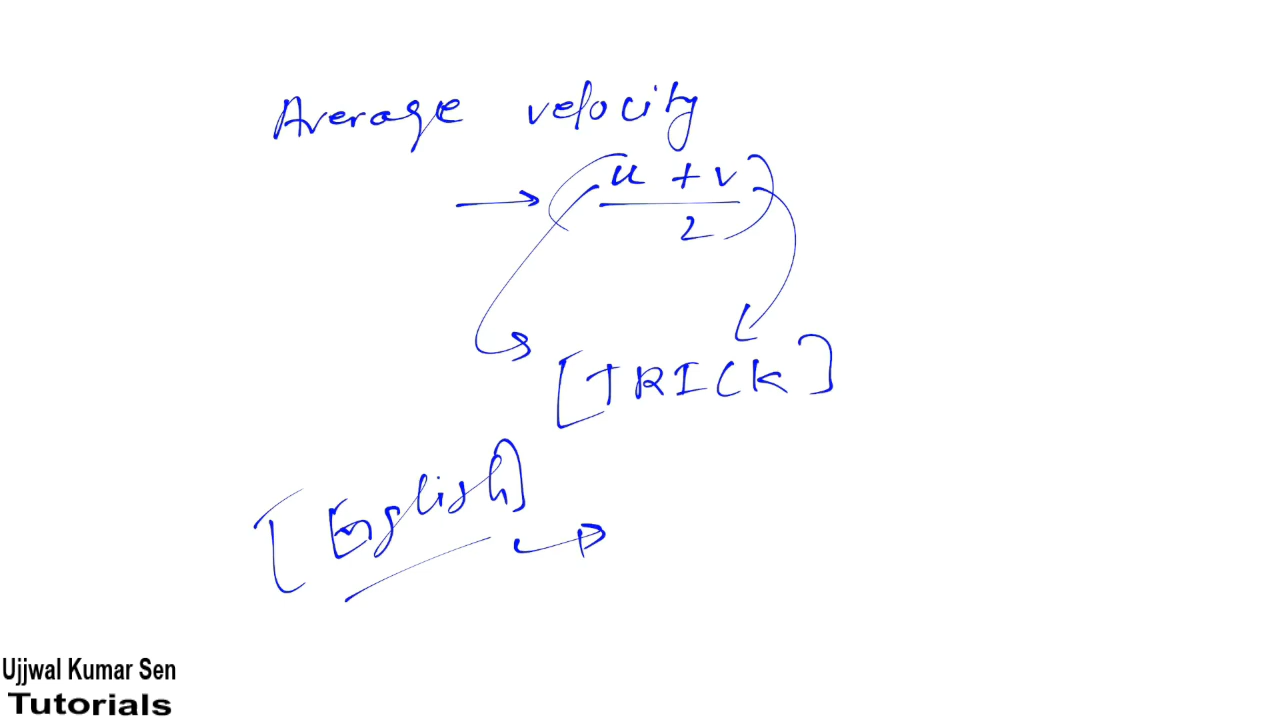 Average velocity
→ (u + v)
2
[TRICK]
[English]
Ujjwal Kumar Sen
Tutorials